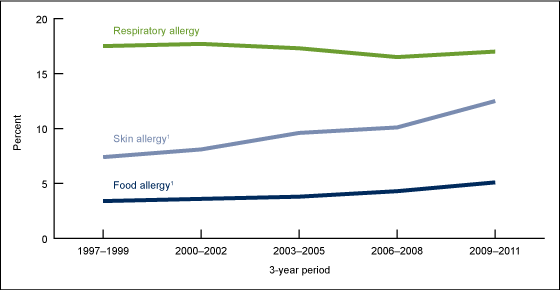 20
Respiratory allergy
15
Percent
10
Skin allergy¹
5
Food allergy¹
0
1997–1999 2000–2002 2003–2005 2006–2008 2009–2011
3-year period